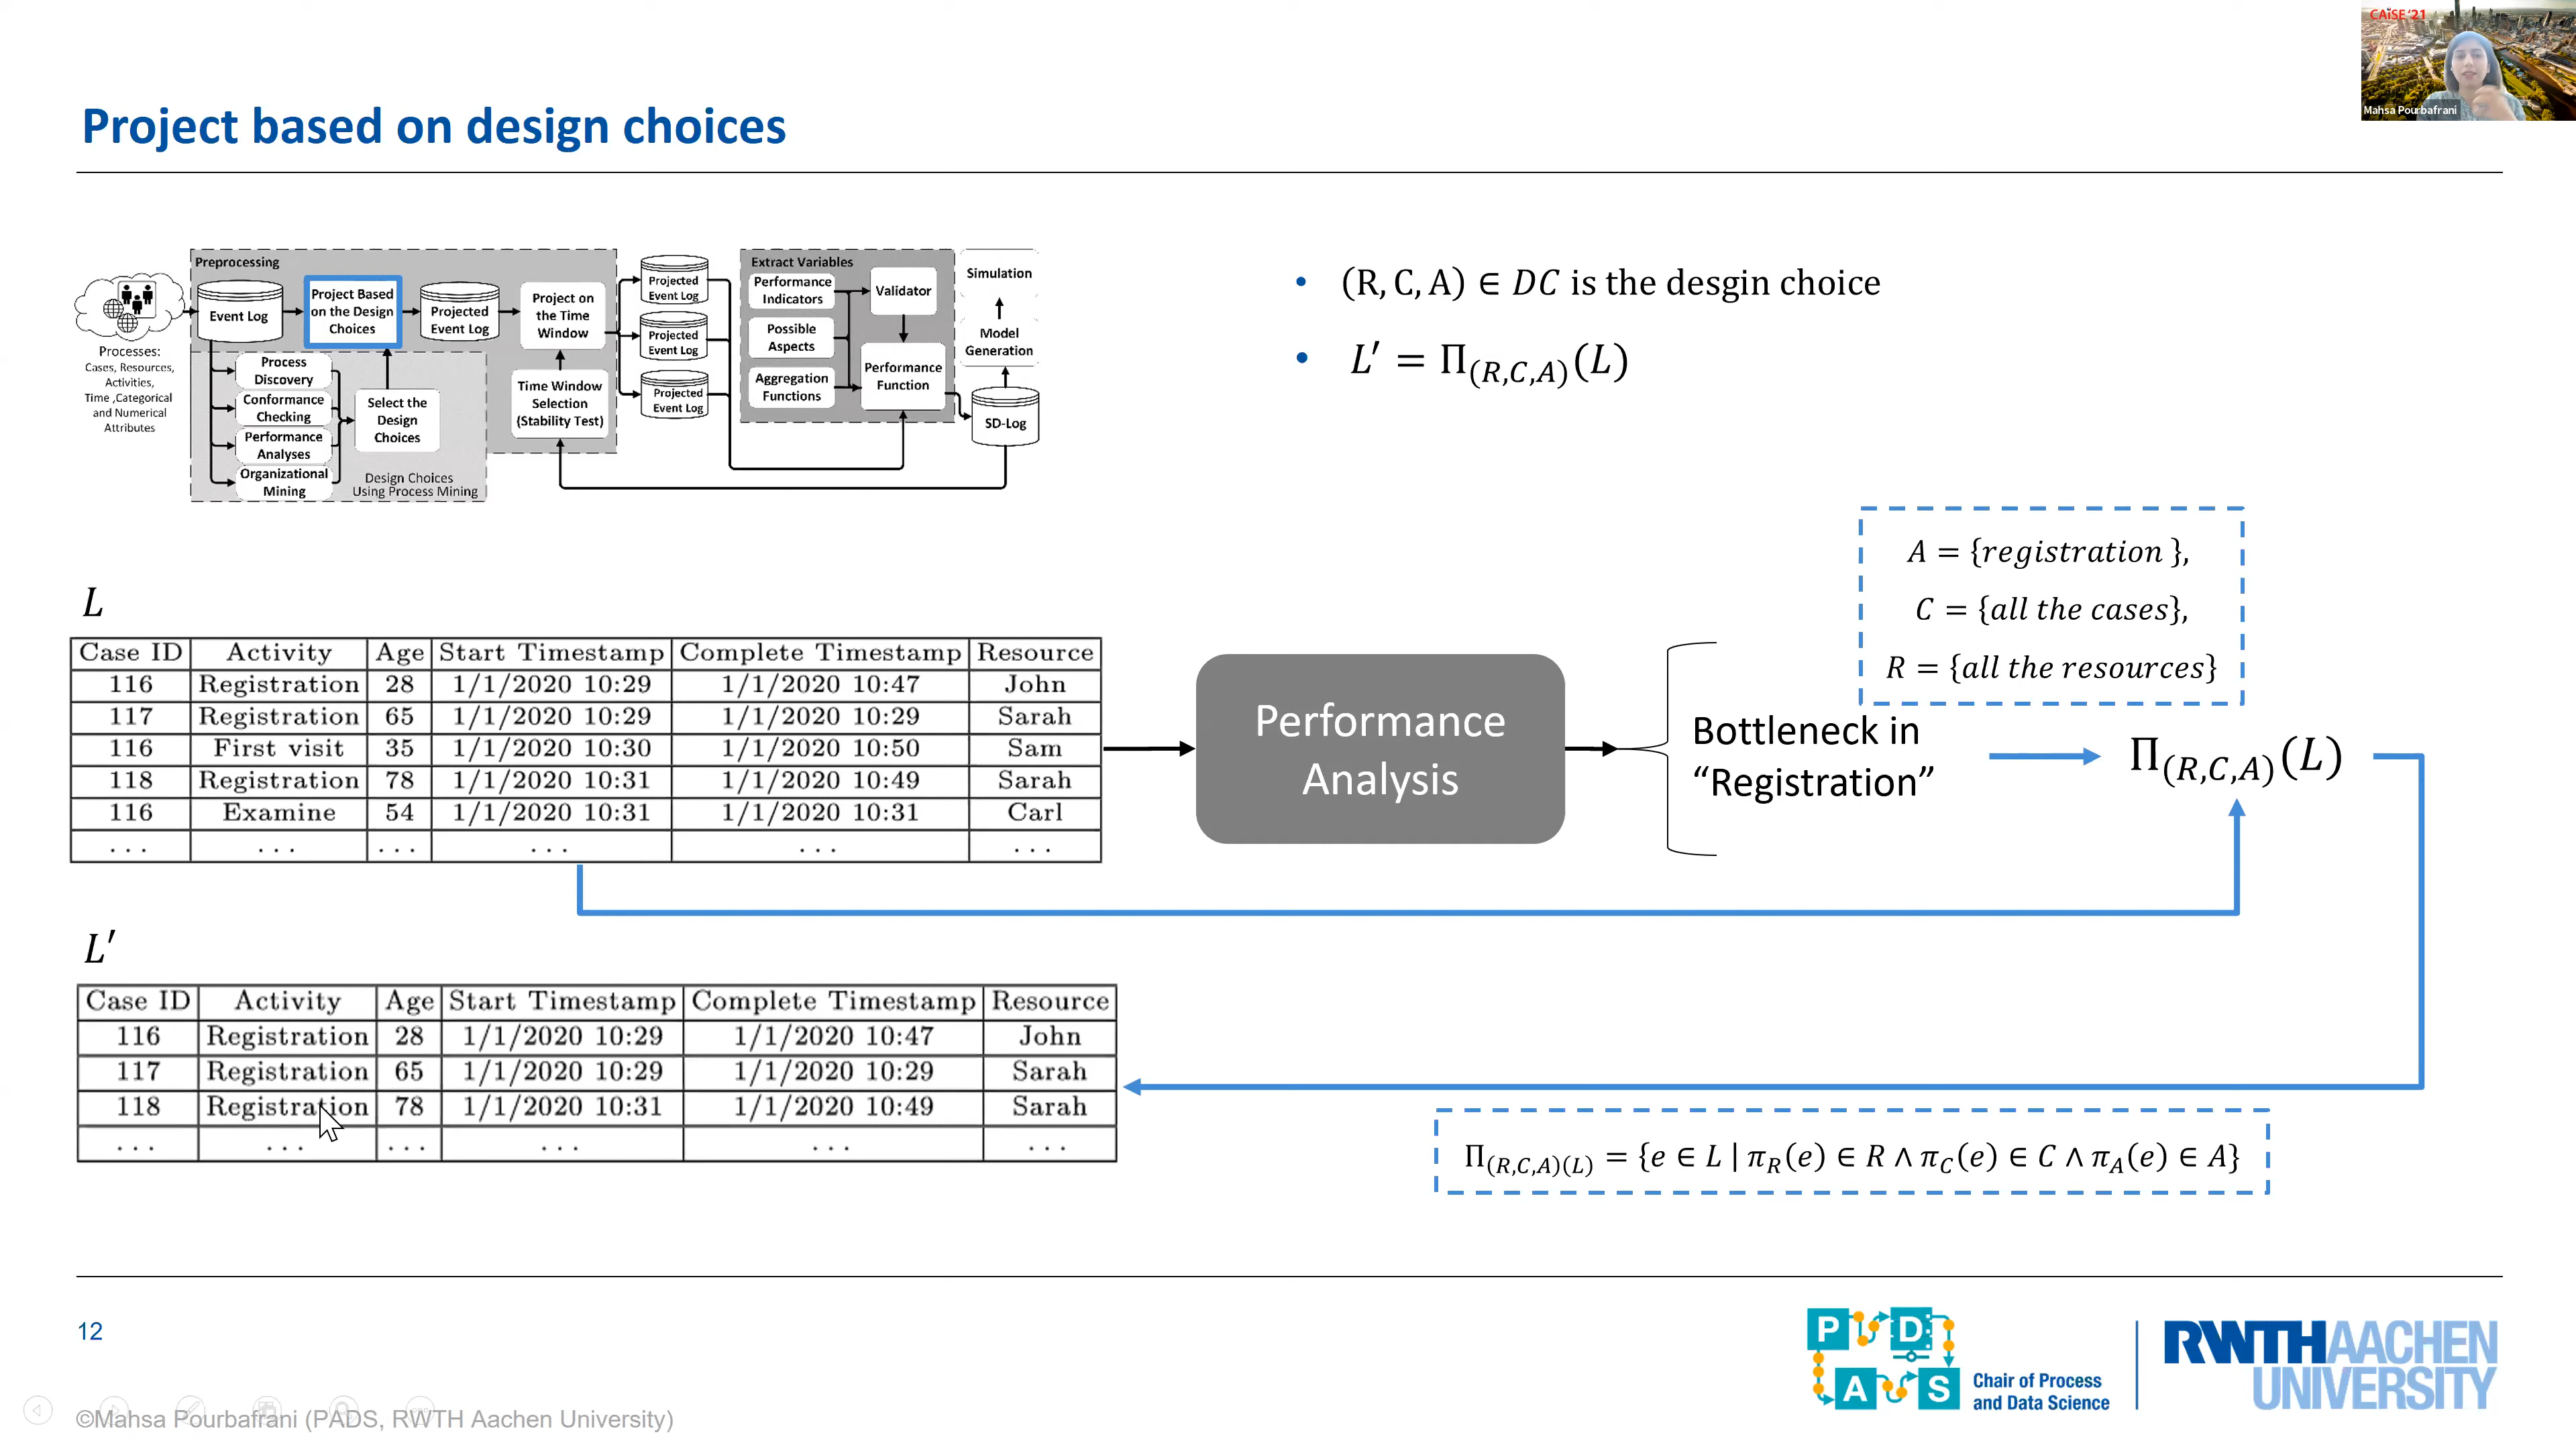 CAiSE '21
Mahsa Pourbafrani
Project based on design choices
Processes:
Cases, Resources,
Activities,
Time ,Categorical
and Numerical
Attributes
Preprocessing
Event Log
Project Based
on the Design
Choices
Projected
Event Log
Project on
the Time
Window
Process
Discovery
Conformance
Checking
Performance
Analyses
Organizational
Mining
Select the
Design
Choices
Design Choices
Using Process Mining
Time Window
Selection
(Stability Test)
Projected
Event Log
Projected
Event Log
Projected
Event Log
Extract Variables
Performance
Indicators
Possible
Aspects
Aggregation
Functions
Validator
Performance
Function
Simulation
Model
Generation
SD-Log
• (R, C, A) ∈ DC is the desgin choice
• L′ = Π(R,C,A)(L)
A = {registration },
C = {all the cases},
R = {all the resources}
L
Case ID Activity Age Start Timestamp Complete Timestamp Resource
116 Registration 28 1/1/2020 10:29 1/1/2020 10:47 John
117 Registration 65 1/1/2020 10:29 1/1/2020 10:29 Sarah
116 First visit 35 1/1/2020 10:30 1/1/2020 10:50 Sam
118 Registration 78 1/1/2020 10:31 1/1/2020 10:49 Sarah
116 Examine 54 1/1/2020 10:31 1/1/2020 10:31 Carl
... ... ... ... ... ...
Performance
Analysis
Bottleneck in
“Registration”
Π(R,C,A)(L)
L′
Case ID Activity Age Start Timestamp Complete Timestamp Resource
116 Registration 28 1/1/2020 10:29 1/1/2020 10:47 John
117 Registration 65 1/1/2020 10:29 1/1/2020 10:29 Sarah
118 Registration 78 1/1/2020 10:31 1/1/2020 10:49 Sarah
... ... ... ... ... ...
Π(R,C,A)(L) = {e ∈ L | πR(e) ∈ R ∧ πC(e) ∈ C ∧ πA(e) ∈ A}
12
©Mahsa Pourbafrani (PADS, RWTH Aachen University)
P D
A S
Chair of Process
and Data Science
RWTH AACHEN
UNIVERSITY